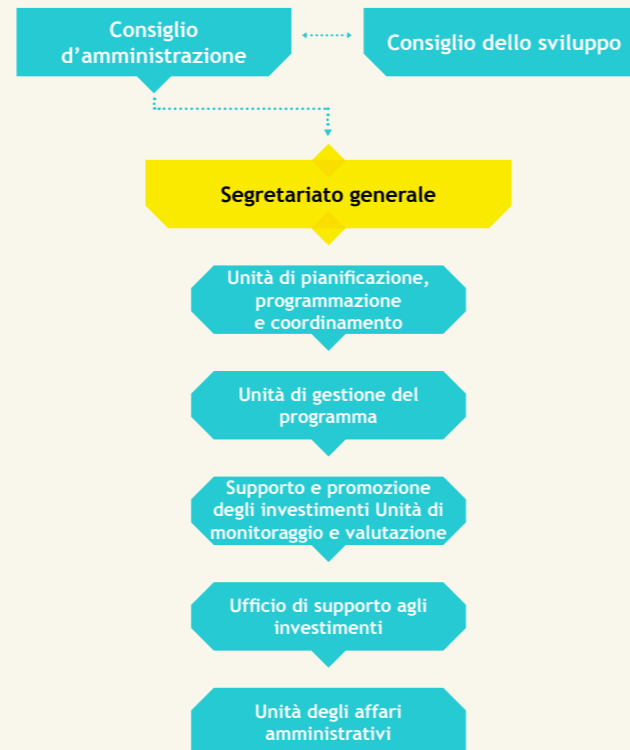 Consiglio
d’amministrazione
Consiglio dello sviluppo
Segretariato generale
Unità di pianificazione,
programmazione
e coordinamento
Unità di gestione del
programma
Supporto e promozione
degli investimenti Unità di
monitoraggio e valutazione
Ufficio di supporto agli
investimenti
Unità degli affari
amministrativi